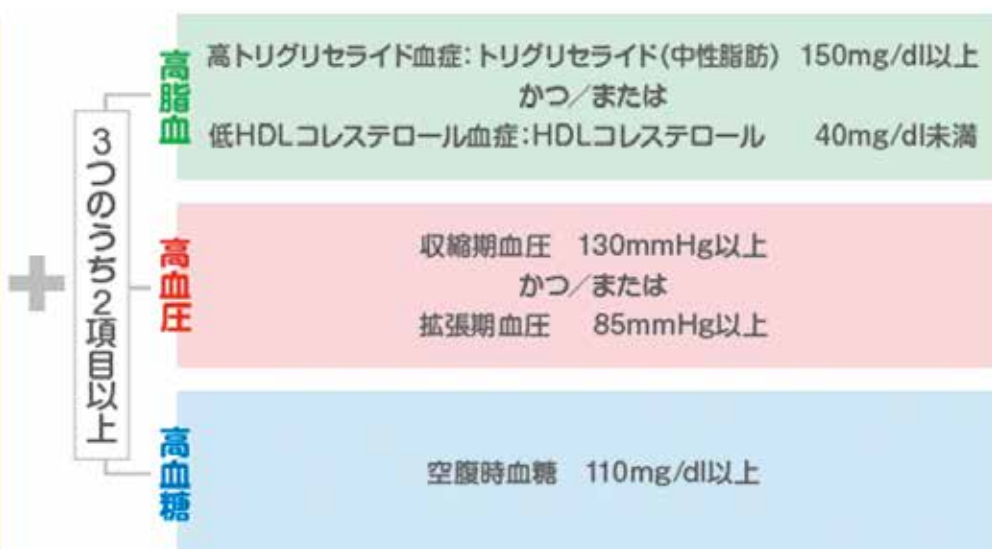 +
3つのうち2項目以上
高脂血
高トリグリセライド血症:トリグリセライド(中性脂肪) 150mg/dl以上
かつ/または
低HDLコレステロール血症:HDLコレステロール 40mg/dl未満
高血圧
収縮期血圧 130mmHg以上
かつ/または
拡張期血圧 85mmHg以上
高血糖
空腹時血糖 110mg/dl以上